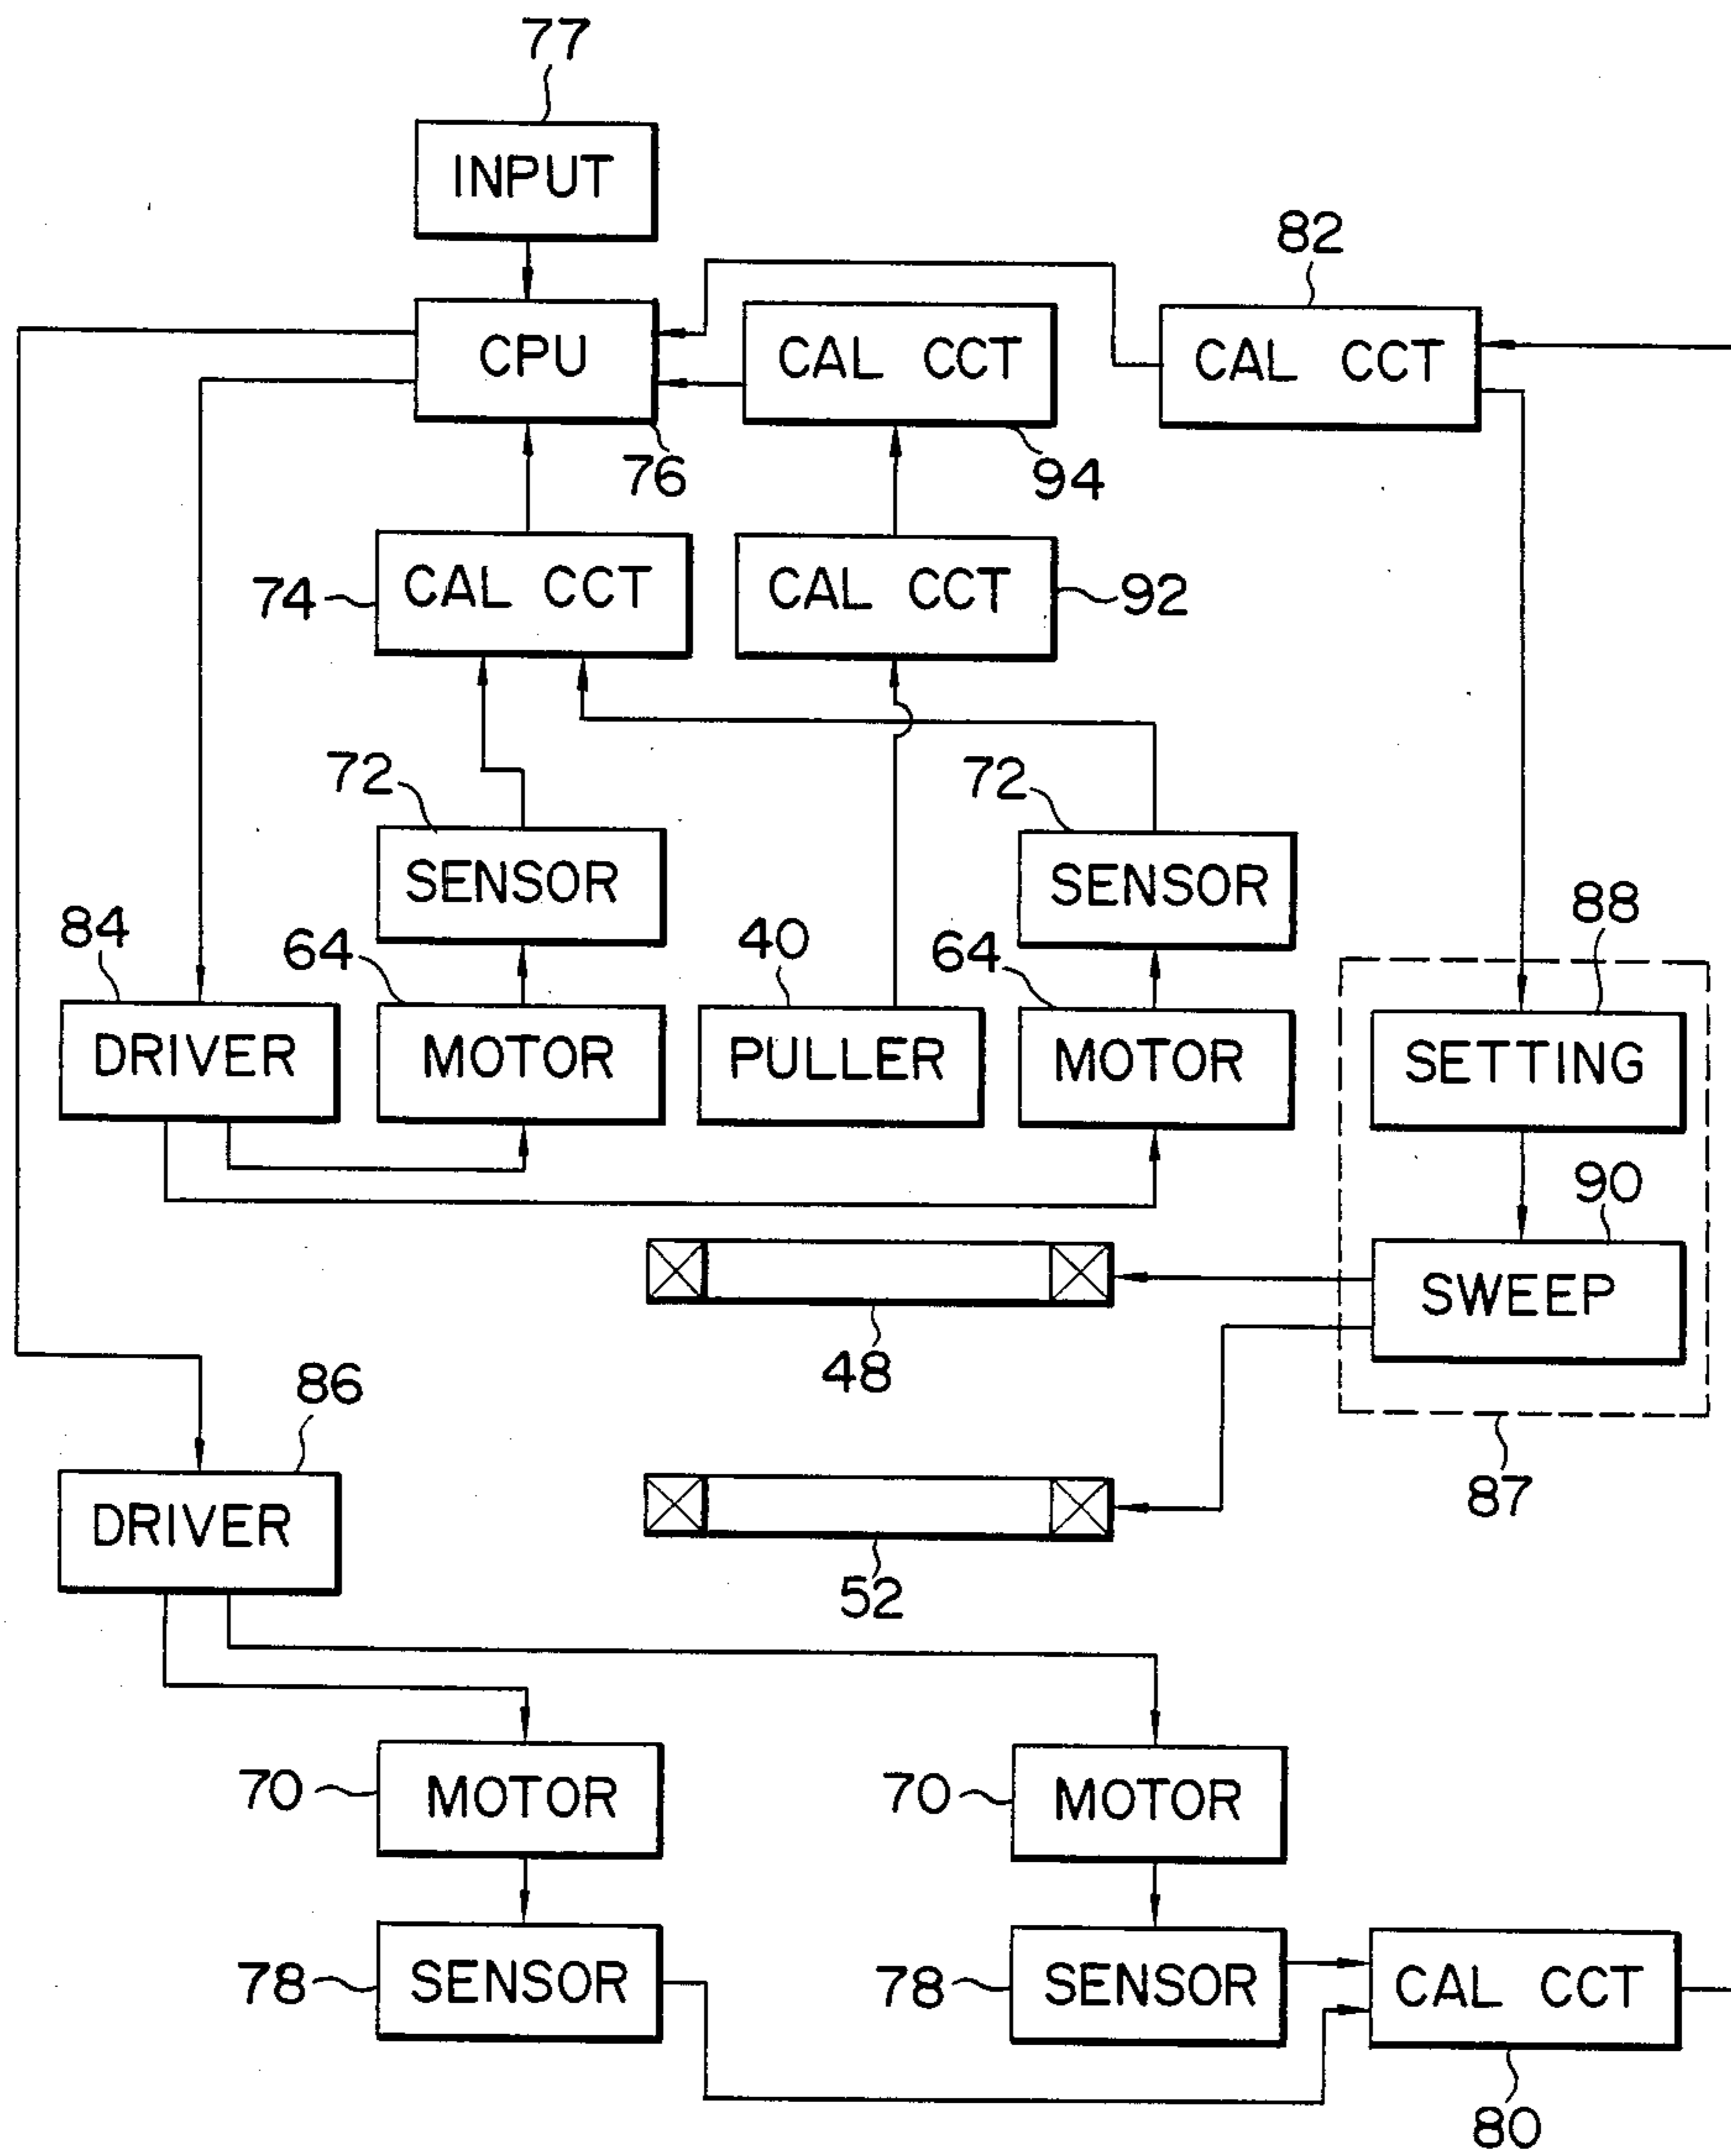 77
INPUT
82
CPU
CAL CCT
CAL CCT
76
94
74
CAL CCT
CAL CCT
92
72
72
SENSOR
SENSOR
88
84
64
40
64
DRIVER
MOTOR
PULLER
MOTOR
SETTING
90
SWEEP
48
86
87
DRIVER
52
70
MOTOR
70
MOTOR
78
SENSOR
78
SENSOR
CAL CCT
80